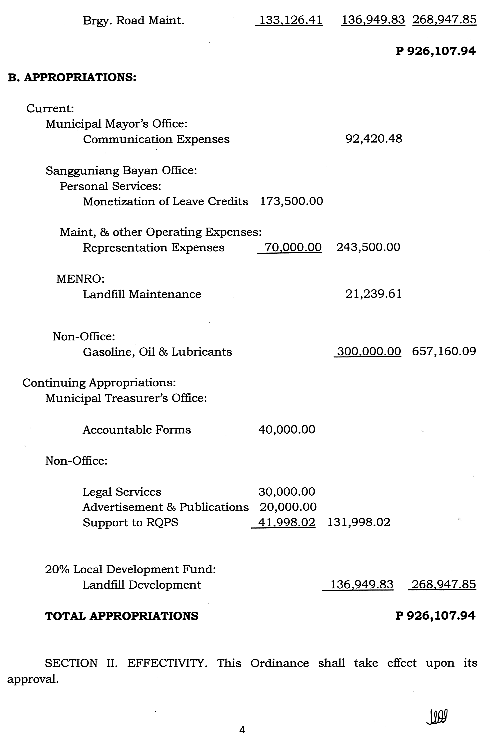 Brgy. Road Maint. 133,126.41 136,949.83 268,947.85
P 926,107.94
B. APPROPRIATIONS:
Current:
Municipal Mayor's Office:
Communication Expenses 92,420.48
Sangguniang Bayan Office:
Personal Services:
Monetization of Leave Credits 173,500.00
Maint, & other Operating Expenses:
Representation Expenses 70,000.00 243,500.00
MENRO:
Landfill Maintenance 21,239.61
Non-Office:
Gasoline, Oil & Lubricants 300,000.00 657,160.09
Continuing Appropriations:
Municipal Treasurer's Office:
Accountable Forms 40,000.00
Non-Office:
Legal Services 30,000.00
Advertisement & Publications 20,000.00
Support to RQPS 41,998.02 131,998.02
20% Local Development Fund:
Landfill Development 136,949.83 268,947.85
TOTAL APPROPRIATIONS P 926,107.94
SECTION II. EFFECTIVITY. This Ordinance shall take effect upon its
approval.
4